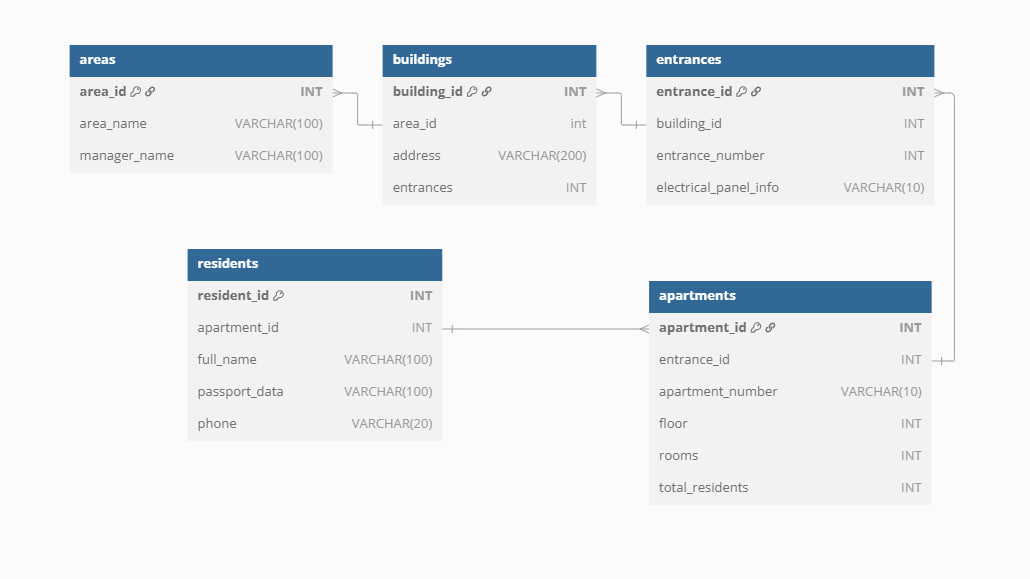 areas
area_id INT
area_name VARCHAR(100)
manager_name VARCHAR(100)
buildings
building_id INT
area_id int
address VARCHAR(200)
entrances INT
entrances
entrance_id INT
building_id INT
entrance_number INT
electrical_panel_info VARCHAR(10)
residents
resident_id INT
apartment_id INT
full_name VARCHAR(100)
passport_data VARCHAR(100)
phone VARCHAR(20)
apartments
apartment_id INT
entrance_id INT
apartment_number VARCHAR(10)
floor INT
rooms INT
total_residents INT